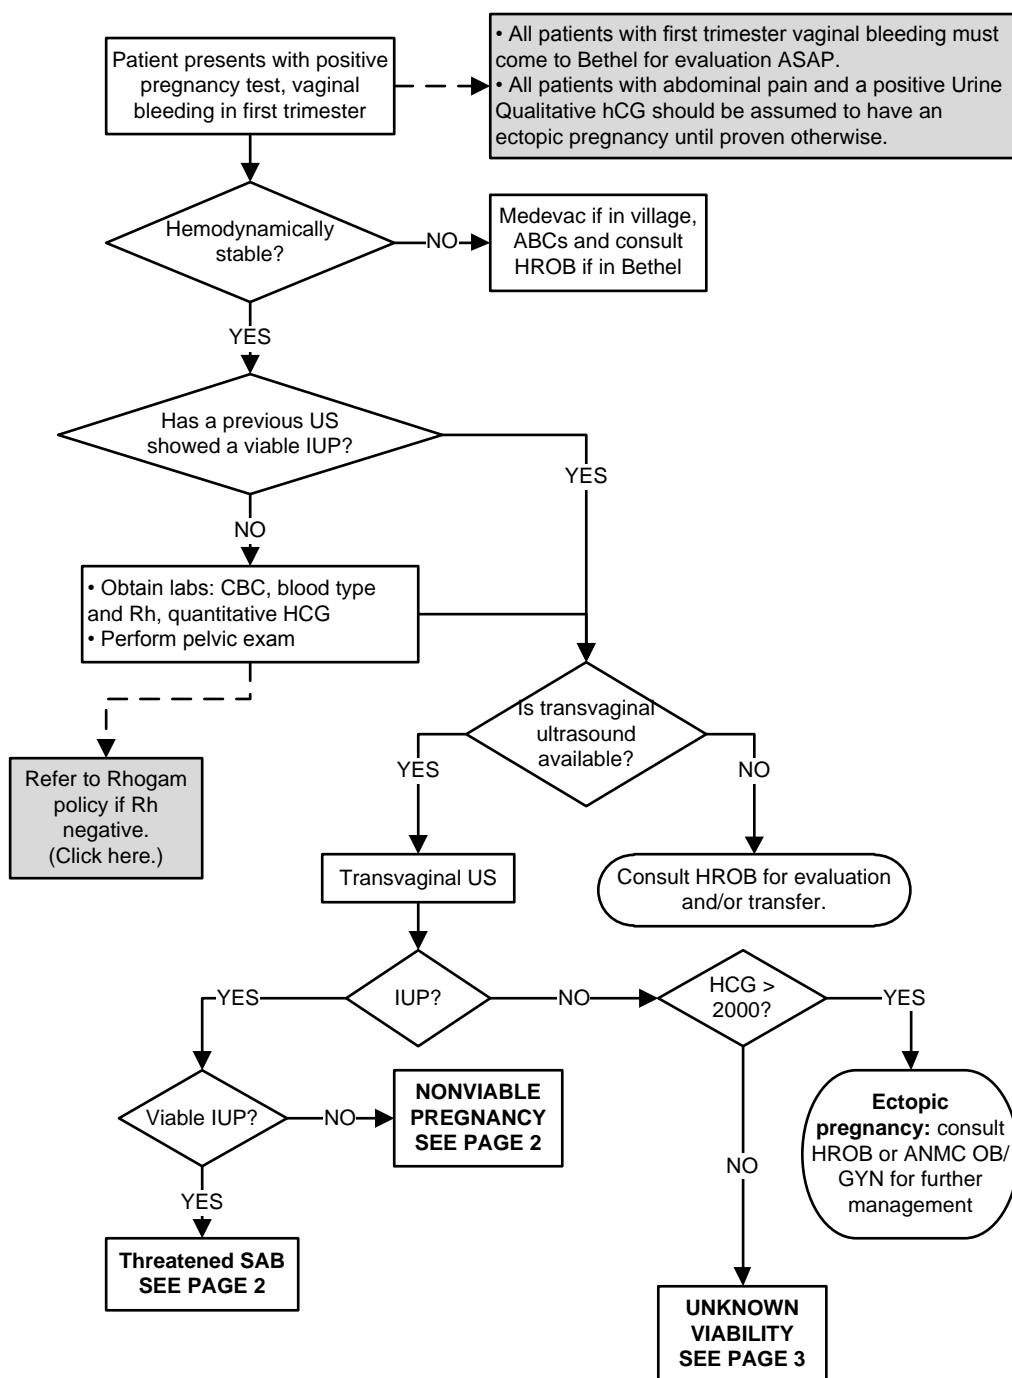 Patient presents with positive
pregnancy test, vaginal
bleeding in first trimester
• All patients with first trimester vaginal bleeding must
come to Bethel for evaluation ASAP.
• All patients with abdominal pain and a positive Urine
Qualitative hCG should be assumed to have an
ectopic pregnancy until proven otherwise.
Hemodynamically
stable?
NO
Medevac if in village,
ABCs and consult
HROB if in Bethel
YES
Has a previous US
showed a viable IUP?
YES
NO
• Obtain labs: CBC, blood type
and Rh, quantitative HCG
• Perform pelvic exam
Refer to Rhogam
policy if Rh
negative.
(Click here.)
Is transvaginal
ultrasound
available?
YES
NO
Transvaginal US
Consult HROB for evaluation
and/or transfer.
IUP?
YES
NO
HCG >
2000?
YES
Viable IUP?
NO
NONVIABLE
PREGNANCY
SEE PAGE 2
Ectopic
pregnancy: consult
HROB or ANMC OB/
GYN for further
management
NO
YES
Threatened SAB
SEE PAGE 2
UNKNOWN
VIABILITY
SEE PAGE 3